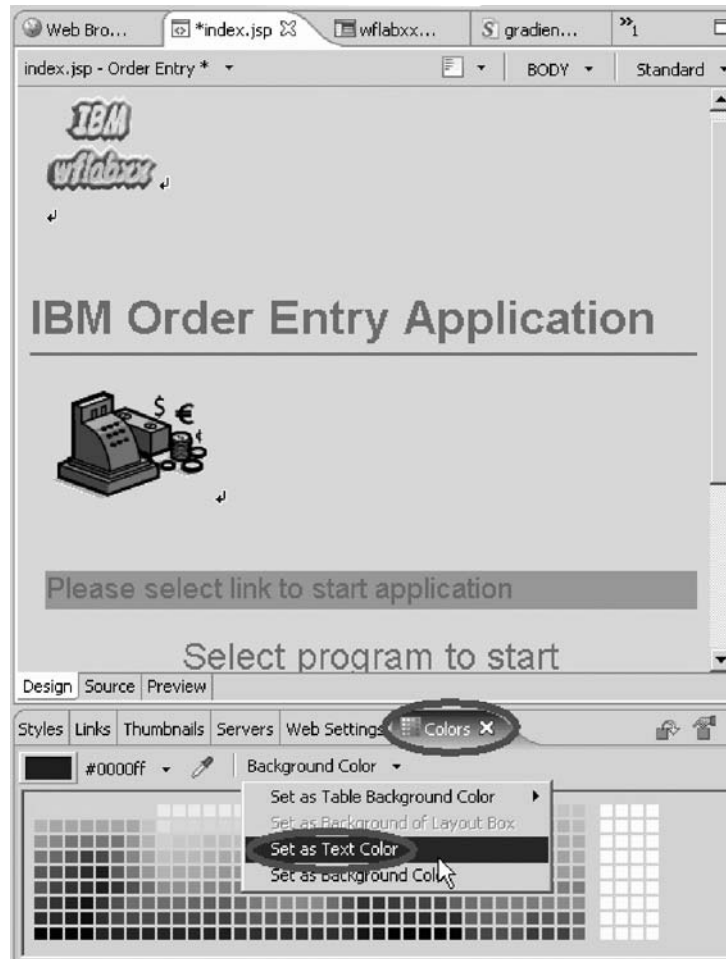 Web Bro...
*index.jsp
wflabxx...
gradien...
»1
index.jsp - Order Entry *
BODY
Standard
IBM
wflabxx
IBM Order Entry Application
$ €
¢
Please select link to start application
Select program to start
Design Source Preview
Styles Links Thumbnails Servers Web Settings Colors
#0000ff
Background Color
Set as Table Background Color
Set as Background of Layout Box
Set as Text Color
Set as Background Color